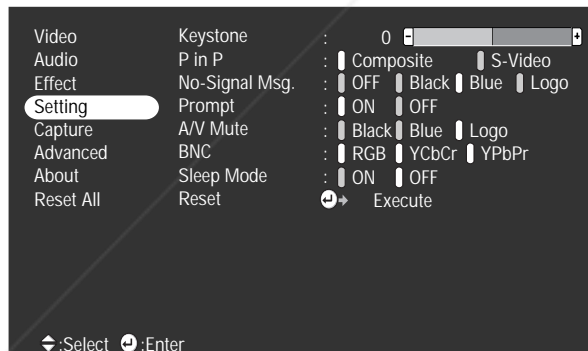 Video
Audio
Effect
Setting
Capture
Advanced
About
Reset All
Keystone : 0 - +
P in P : Composite S-Video
No-Signal Msg. : OFF Black Blue Logo
Prompt : ON OFF
A/V Mute : Black Blue Logo
BNC : RGB YCbCr YPbPr
Sleep Mode : ON OFF
Reset Execute
:Select :Enter